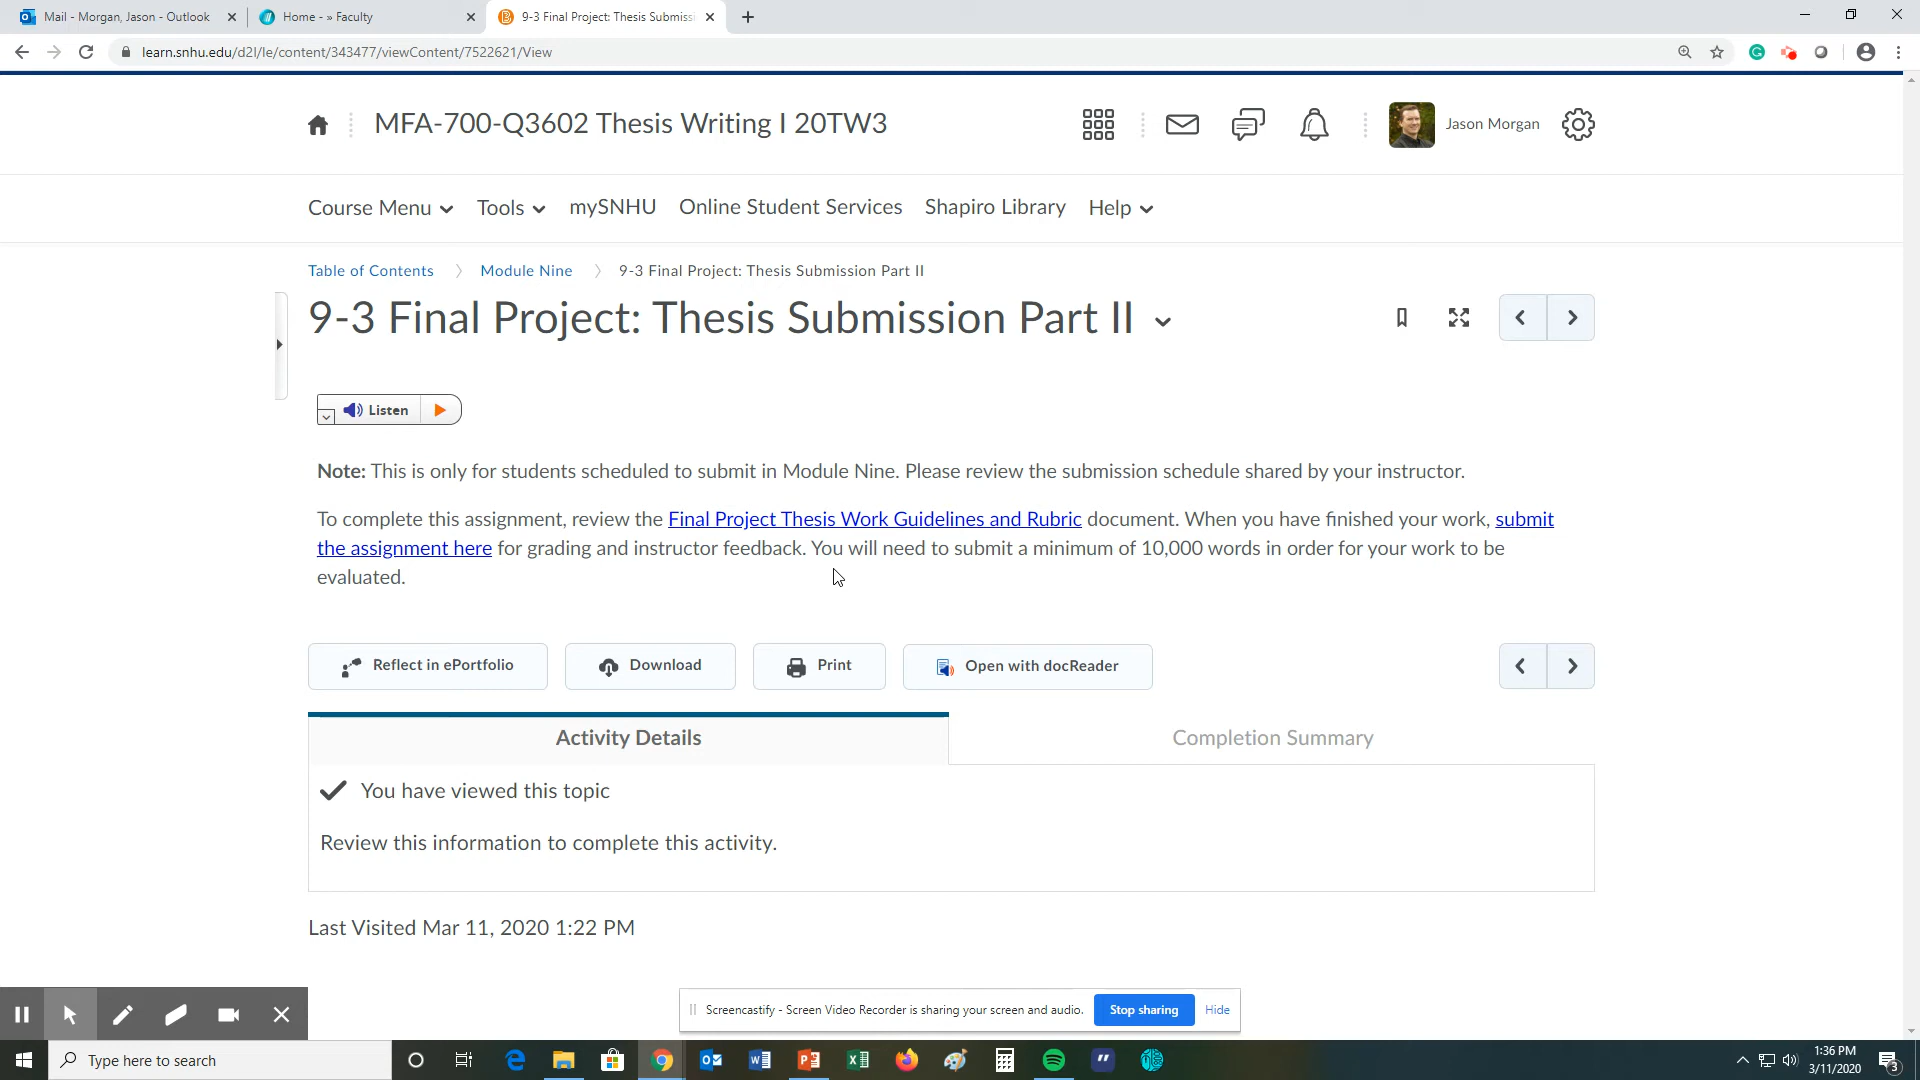 Mail - Morgan, Jason - Outlook
Home - » Faculty
9-3 Final Project: Thesis Submiss
learn.snhu.edu/d2l/le/content/343477/viewContent/7522621/View
MFA-700-Q3602 Thesis Writing I 20TW3
Jason Morgan
Course Menu
Tools
mySNHU
Online Student Services
Shapiro Library
Help
Table of Contents
Module Nine
9-3 Final Project: Thesis Submission Part II
9-3 Final Project: Thesis Submission Part II
Listen
Note: This is only for students scheduled to submit in Module Nine. Please review the submission schedule shared by your instructor.
To complete this assignment, review the Final Project Thesis Work Guidelines and Rubric document. When you have finished your work, submit
the assignment here for grading and instructor feedback. You will need to submit a minimum of 10,000 words in order for your work to be
evaluated.
Reflect in ePortfolio
Download
Print
Open with docReader
Activity Details
Completion Summary
You have viewed this topic
Review this information to complete this activity.
Last Visited Mar 11, 2020 1:22 PM
Screencastify - Screen Video Recorder is sharing your screen and audio.
Stop sharing
Hide
Type here to search
1:36 PM
3/11/2020
3